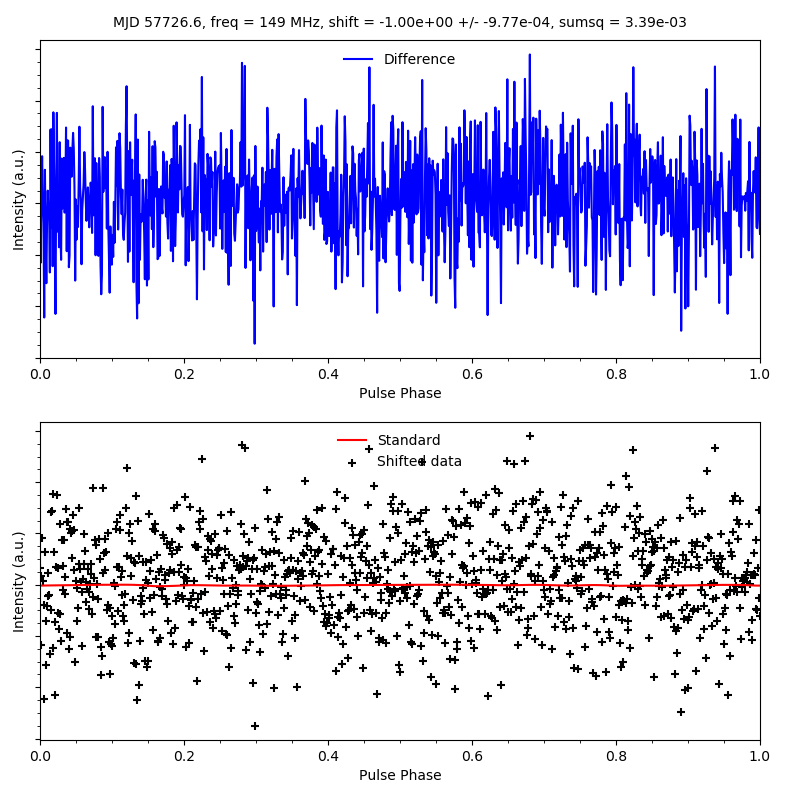 MJD 57726.6, freq = 149 MHz, shift = -1.00e+00 +/- -9.77e-04, sumsq = 3.39e-03
Difference
Intensity (a.u.)
0.0 0.2 0.4 0.6 0.8 1.0
Pulse Phase
Standard
Shifted data
Intensity (a.u.)
0.0 0.2 0.4 0.6 0.8 1.0
Pulse Phase